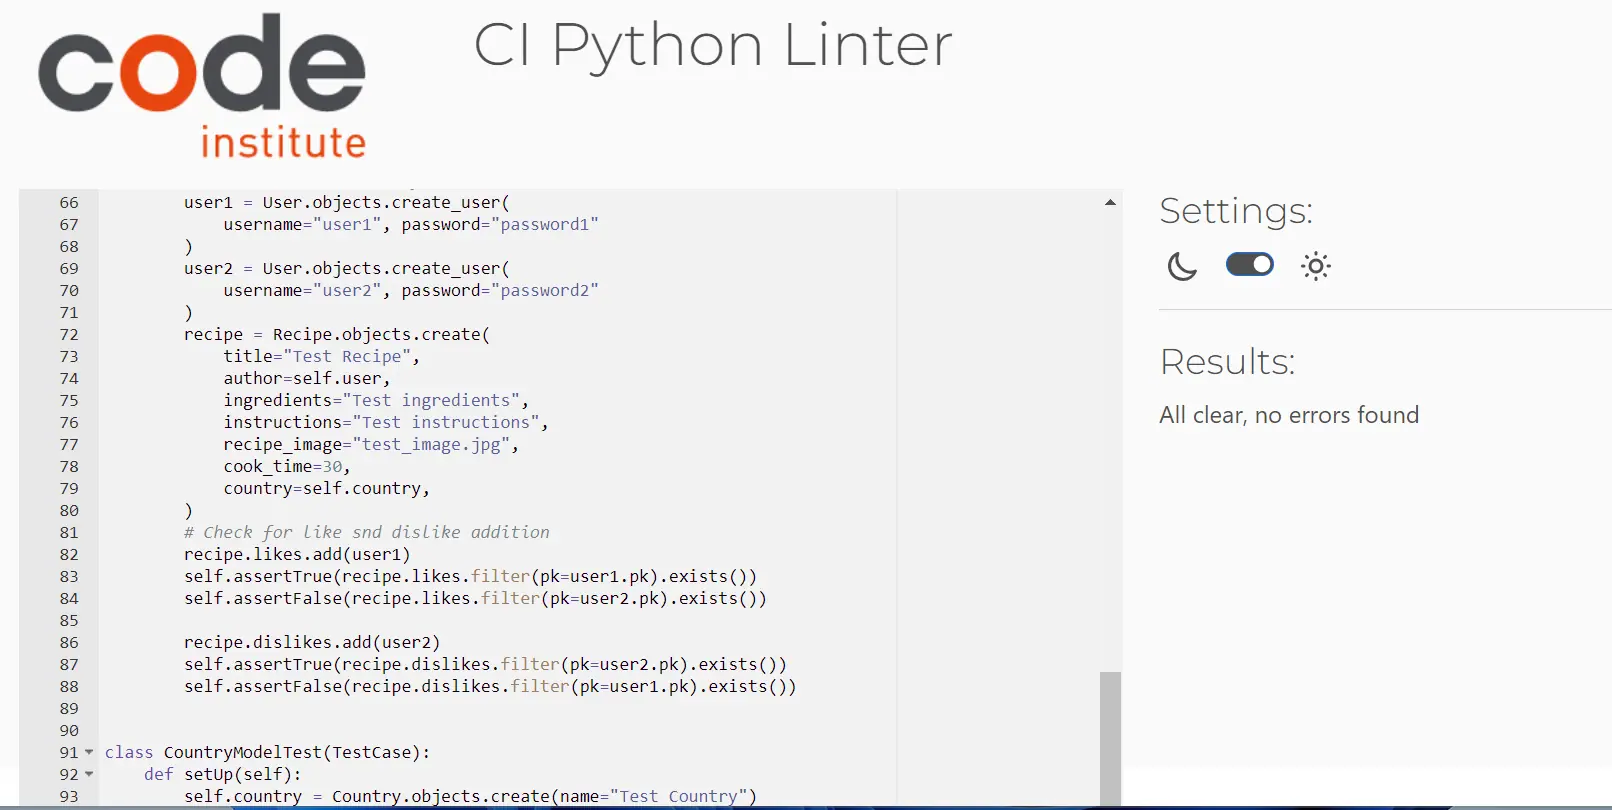 code
institute
CI Python Linter
66 user1 = User.objects.create_user(
67 username="user1", password="password1"
68 )
69 user2 = User.objects.create_user(
70 username="user2", password="password2"
71 )
72 recipe = Recipe.objects.create(
73 title="Test Recipe",
74 author=self.user,
75 ingredients="Test ingredients",
76 instructions="Test instructions",
77 recipe_image="test_image.jpg",
78 cook_time=30,
79 country=self.country,
80 )
81 # Check for like snd dislike addition
82 recipe.likes.add(user1)
83 self.assertTrue(recipe.likes.filter(pk=user1.pk).exists())
84 self.assertFalse(recipe.likes.filter(pk=user2.pk).exists())
85
86 recipe.dislikes.add(user2)
87 self.assertTrue(recipe.dislikes.filter(pk=user2.pk).exists())
88 self.assertFalse(recipe.dislikes.filter(pk=user1.pk).exists())
89
90
91 class CountryModelTest(TestCase):
92 def setUp(self):
93 self.country = Country.objects.create(name="Test Country")
Settings:
Results:
All clear, no errors found